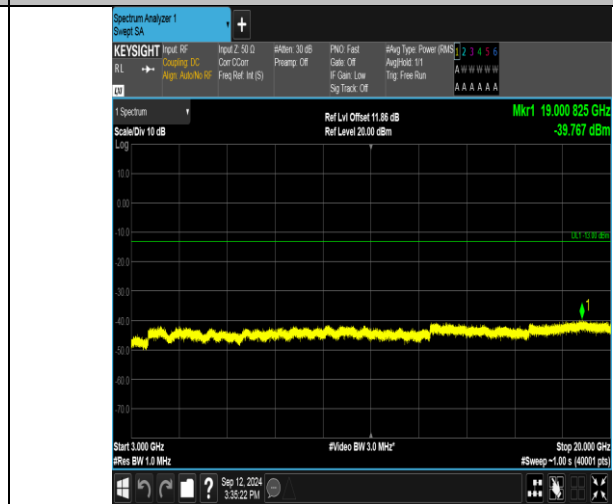 Spectrum Analyzer 1
Swept SA
+
KEYSIGHT Input: RF Input Z: 50 Ω #Atten: 30 dB PNO: Fast #Avg Type: Power (RMS 1 2 3 4 5 6
RL Coupling: DC Corr CCorr Preamp: Off Gate: Off Avg|Hold: 1/1 A W W W W W
Align: Auto/No RF Freq Ref: Int (S) IF Gain: Low Trig: Free Run
Sig Track: Off A A A A A A
1 Spectrum
Ref Lvl Offset 11.86 dB Mkr1 19.000 825 GHz
Scale/Div 10 dB Ref Level 20.00 dBm -39.767 dBm
Log
10.0
0.00
-10.0
DL1 -13.00 dBm
-20.0
-30.0
1
-40.0
-50.0
-60.0
-70.0
Start 3.000 GHz #Video BW 3.0 MHz* Stop 20.000 GHz
#Res BW 1.0 MHz #Sweep ~1.00 s (40001 pts)
? Sep 12, 2024
3:35:22 PM